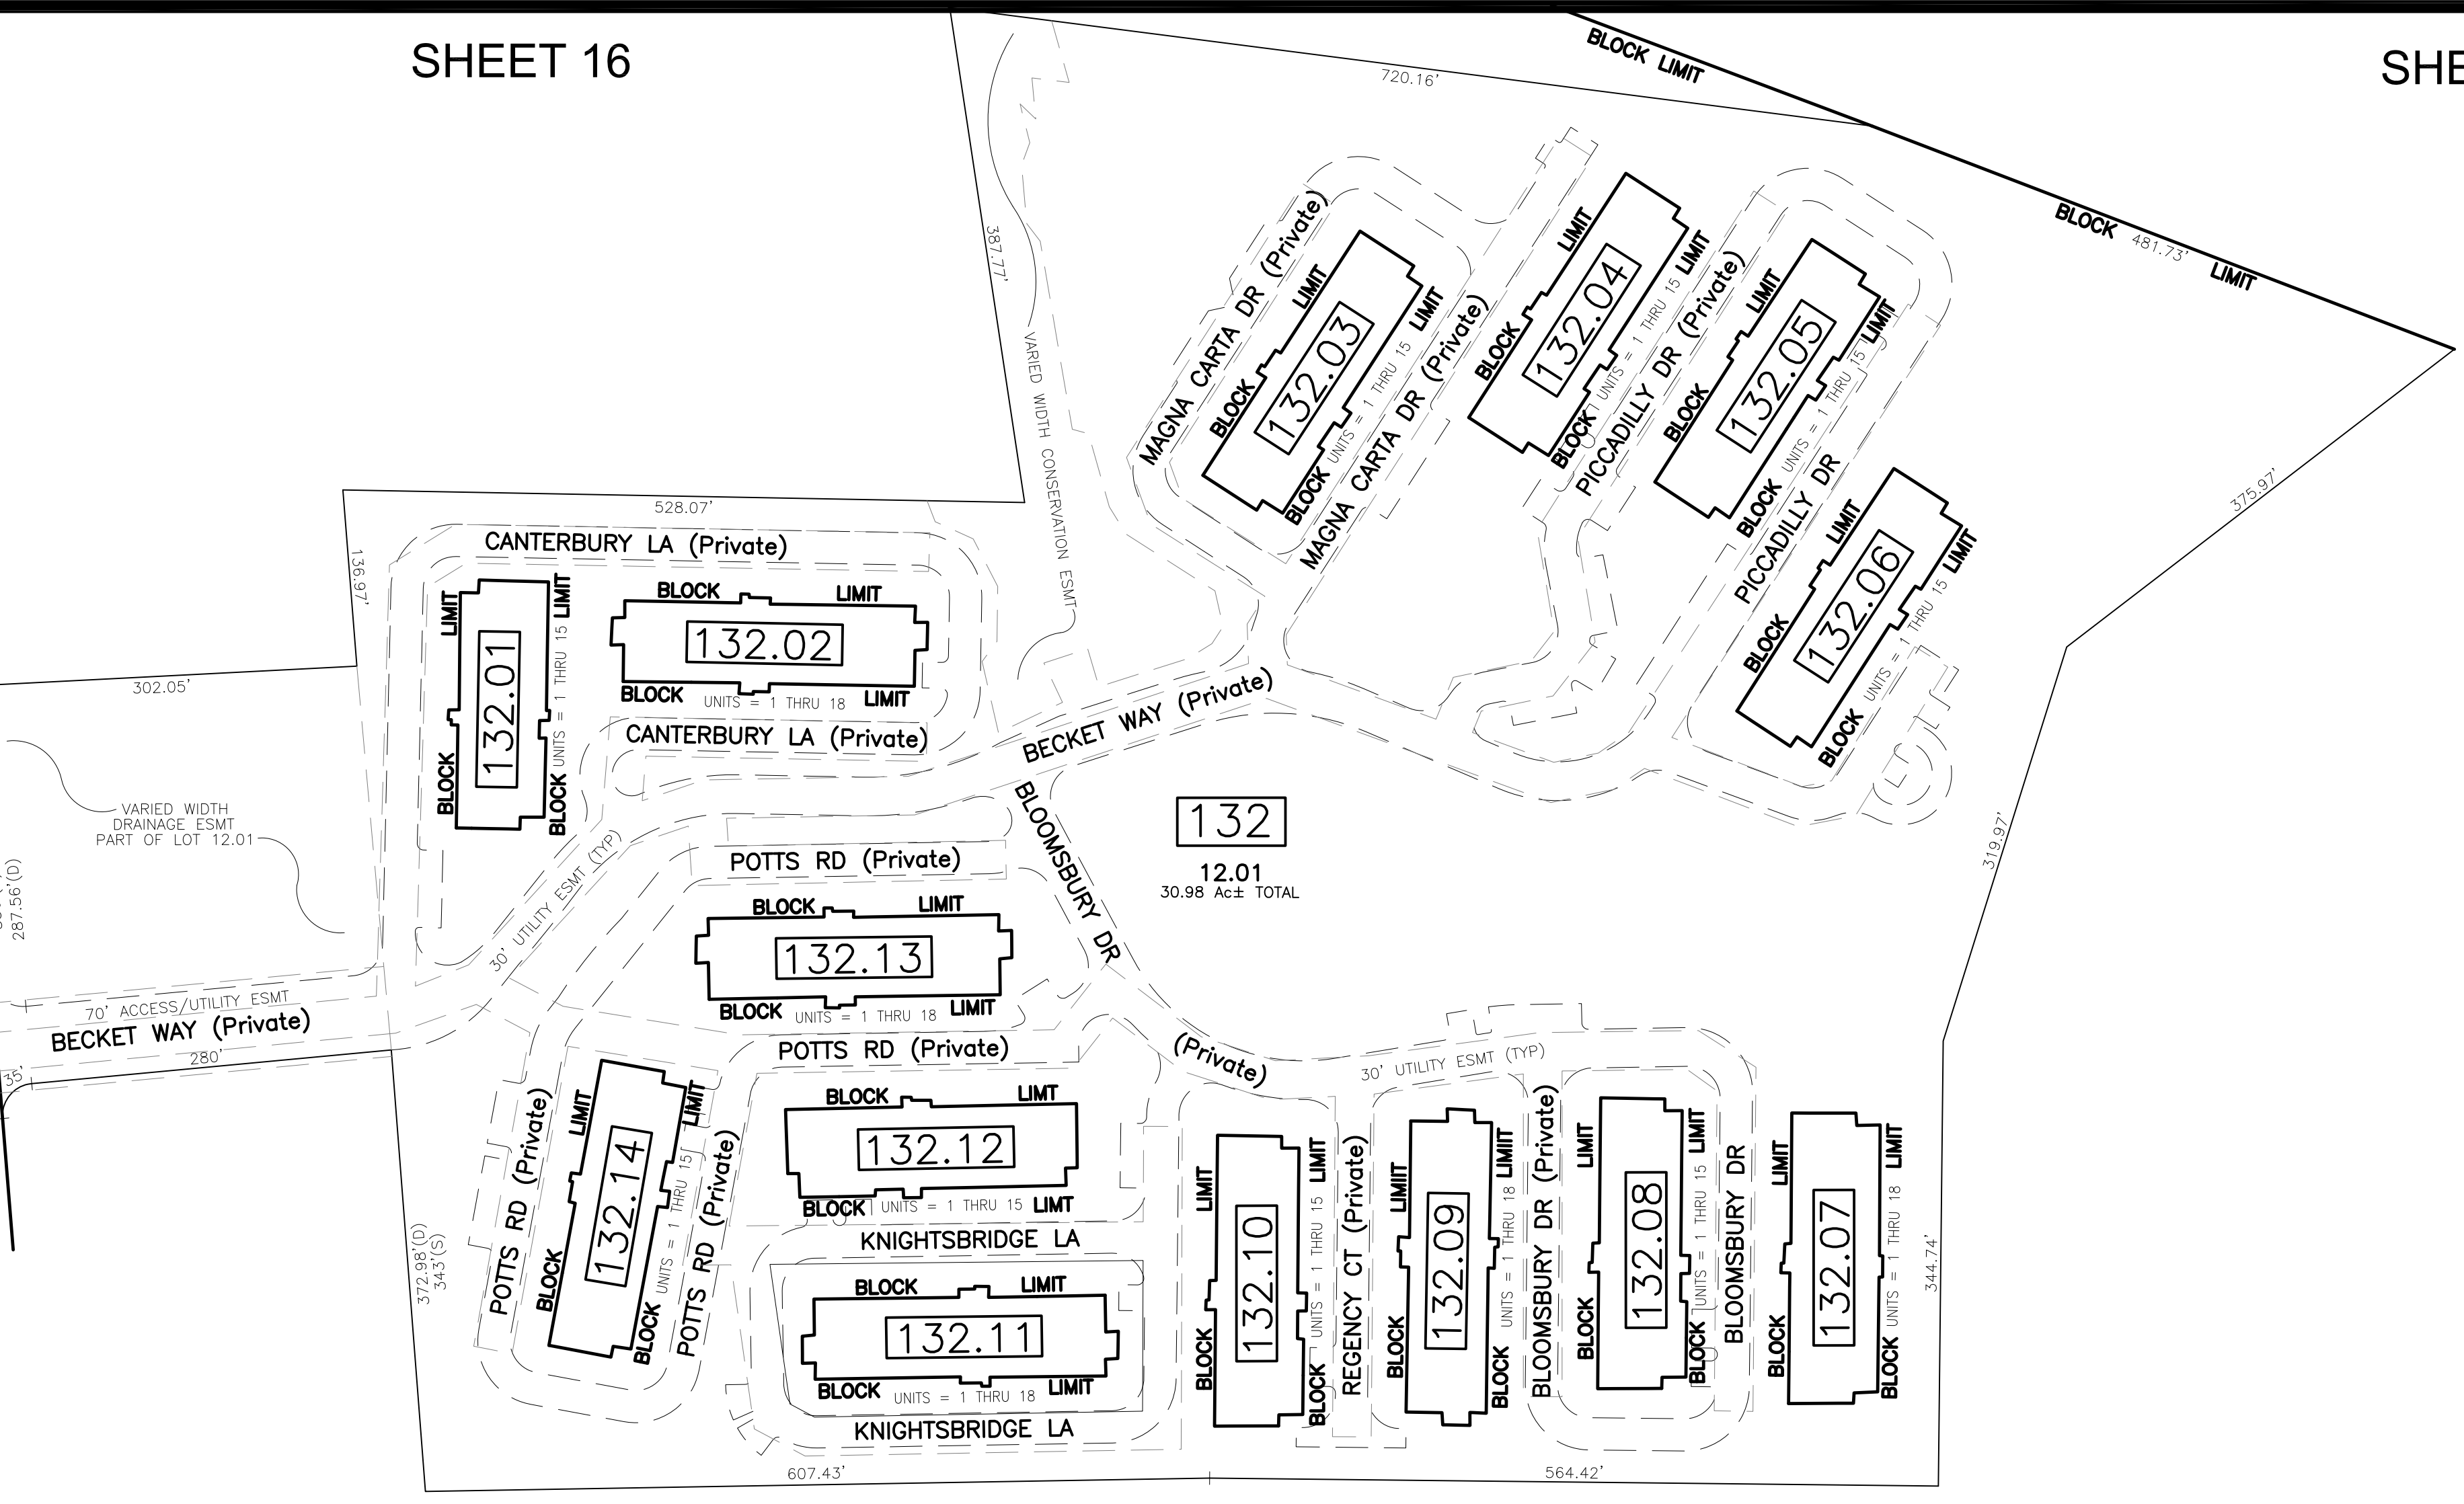 SHEET 16
SHE
BLOCK LIMIT
720.16'
BLOCK 481.73' LIMIT
387.77'
VARIED WIDTH CONSERVATION ESMT
MAGNA CARTA DR (Private)
BLOCK LIMIT
132.03
BLOCK UNITS = 1 THRU 15 LIMIT
MAGNA CARTA DR (Private)
BLOCK LIMIT
132.04
BLOCK UNITS = 1 THRU 15 LIMIT
PICCADILLY DR (Private)
BLOCK LIMIT
132.05
BLOCK UNITS = 1 THRU 15 LIMIT
PICCADILLY DR
BLOCK LIMIT
132.06
BLOCK UNITS = 1 THRU 15 LIMIT
375.97'
528.07'
136.97'
302.05'
CANTERBURY LA (Private)
BLOCK LIMIT
132.01
BLOCK UNITS = 1 THRU 15 LIMIT
BLOCK LIMIT
132.02
BLOCK UNITS = 1 THRU 18 LIMIT
CANTERBURY LA (Private)
BECKET WAY (Private)
VARIED WIDTH
DRAINAGE ESMT
PART OF LOT 12.01
287.56'(D)
30' UTILITY ESMT (TYP)
132
12.01
30.98 Ac± TOTAL
319.97'
BLOOMSBURY DR
(Private)
POTTS RD (Private)
BLOCK LIMIT
132.13
BLOCK UNITS = 1 THRU 18 LIMIT
POTTS RD (Private)
70' ACCESS/UTILITY ESMT
BECKET WAY (Private)
280'
35'
30' UTILITY ESMT (TYP)
372.98'(D)
343'(S)
POTTS RD (Private)
BLOCK LIMIT
132.14
BLOCK UNITS = 1 THRU 15 LIMIT
POTTS RD (Private)
BLOCK LIMT
132.12
BLOCK UNITS = 1 THRU 15 LIMT
KNIGHTSBRIDGE LA
BLOCK LIMIT
132.11
BLOCK UNITS = 1 THRU 18 LIMIT
KNIGHTSBRIDGE LA
BLOCK LIMIT
132.10
BLOCK UNITS = 1 THRU 15 LIMIT
REGENCY CT (Private)
BLOCK LIMIT
132.09
BLOCK UNITS = 1 THRU 18 LIMIT
BLOOMSBURY DR (Private)
BLOCK LIMIT
132.08
BLOCK UNITS = 1 THRU 15 LIMIT
BLOOMSBURY DR
BLOCK LIMIT
132.07
BLOCK UNITS = 1 THRU 18 LIMIT
344.74'
607.43'
564.42'